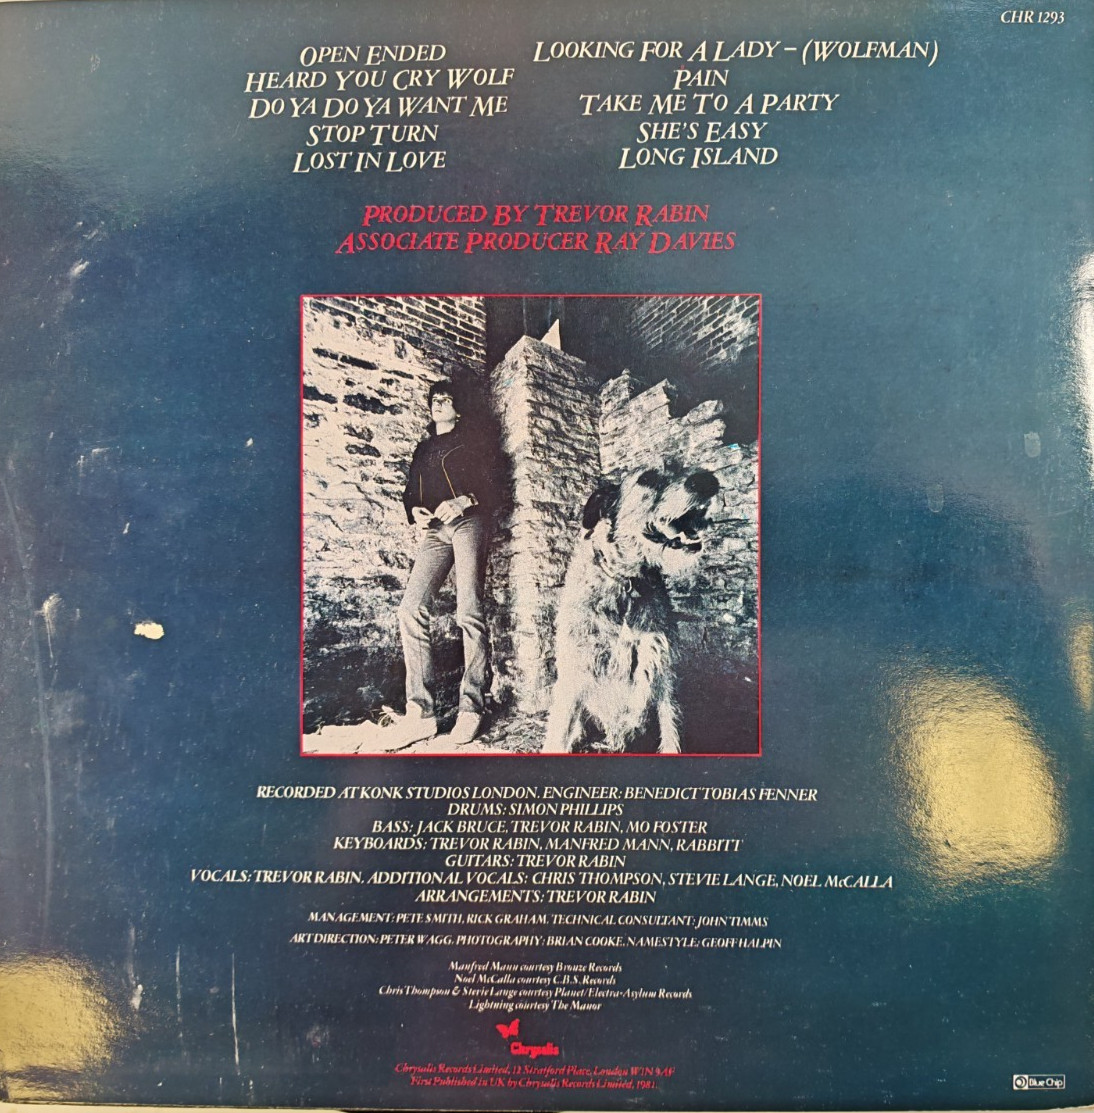 CHR 1293
OPEN ENDED
HEARD YOU CRY WOLF
DO YA DO YA WANT ME
STOP TURN
LOST IN LOVE
LOOKING FOR A LADY – (WOLFMAN)
PAIN
TAKE ME TO A PARTY
SHE'S EASY
LONG ISLAND
PRODUCED BY TREVOR RABIN
ASSOCIATE PRODUCER RAY DAVIES
RECORDED AT KONK STUDIOS LONDON. ENGINEER: BENEDICT TOBIAS FENNER
DRUMS: SIMON PHILLIPS
BASS: JACK BRUCE, TREVOR RABIN, MO FOSTER
KEYBOARDS: TREVOR RABIN, MANFRED MANN, RABBITT
GUITARS: TREVOR RABIN
VOCALS: TREVOR RABIN. ADDITIONAL VOCALS: CHRIS THOMPSON, STEVIE LANGE, NOEL McCALLA
ARRANGEMENTS: TREVOR RABIN
MANAGEMENT: PETE SMITH, RICK GRAHAM. TECHNICAL CONSULTANT: JOHN TIMMS
ART DIRECTION: PETER WAGG. PHOTOGRAPHY: BRIAN COOKE. NAMESTYLE: GEOFF HALPIN
Manfred Mann courtesy Bronze Records
Noel McCalla courtesy C.B.S. Records
Chris Thompson & Stevie Lange courtesy Planet/Electra-Asylum Records
Lightning courtesy The Manor
Chrysalis
Chrysalis Records Limited, 12 Stratford Place, London W1N 9AF
First Published in UK by Chrysalis Records Limited, 1981.
Blue Chip